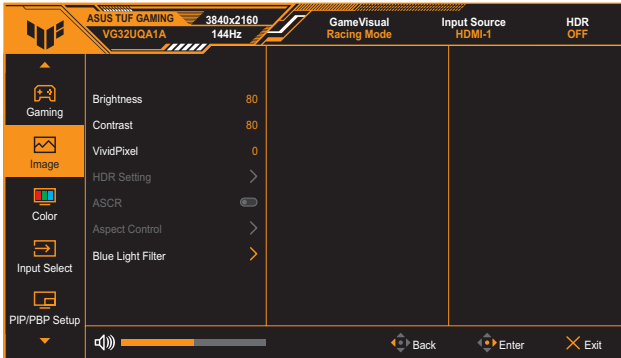 ASUS TUF GAMING 3840x2160 GameVisual Input Source HDR
VG32UQA1A 144Hz Racing Mode HDMI-1 OFF
Gaming
Image
Color
Input Select
PIP/PBP Setup
Brightness 80
Contrast 80
VividPixel 0
HDR Setting
ASCR
Aspect Control
Blue Light Filter
Back Enter Exit